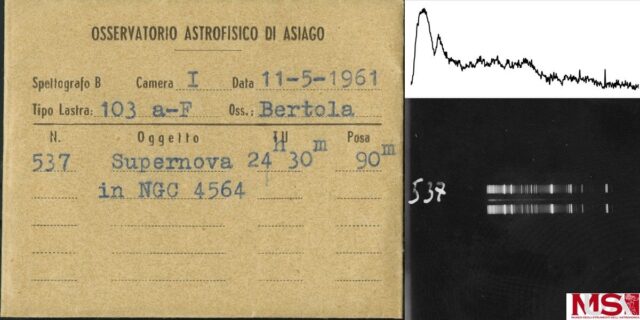 OSSERVATORIO ASTROFISICO DI ASIAGO
Spettografo B Camera I Data 11-5-1961
Tipo Lastra: 103 a-F Oss.: Bertola
N. Oggetto T U Posa
537 Supernova 24 H 30 m 90 m
in NGC 4564
537
MS